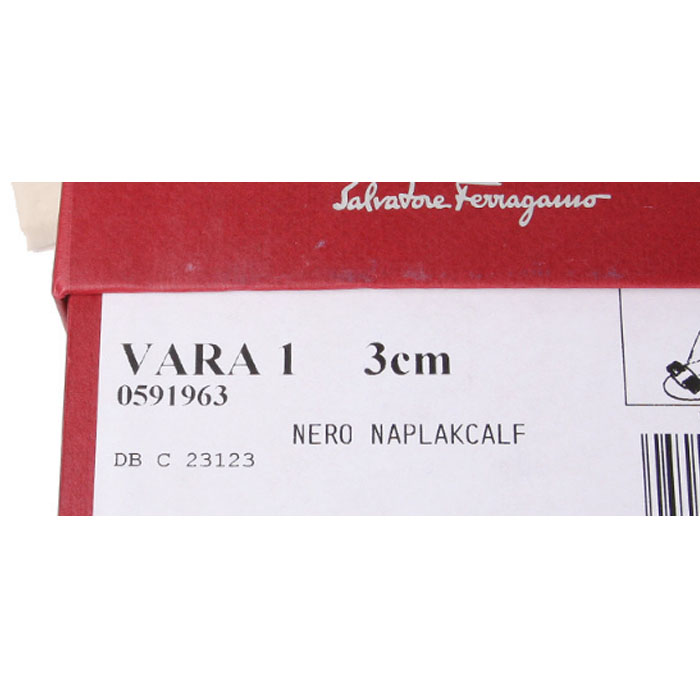 Salvatore Ferragamo
VARA 1 3cm
0591963
NERO NAPLAKCALF
DB C 23123